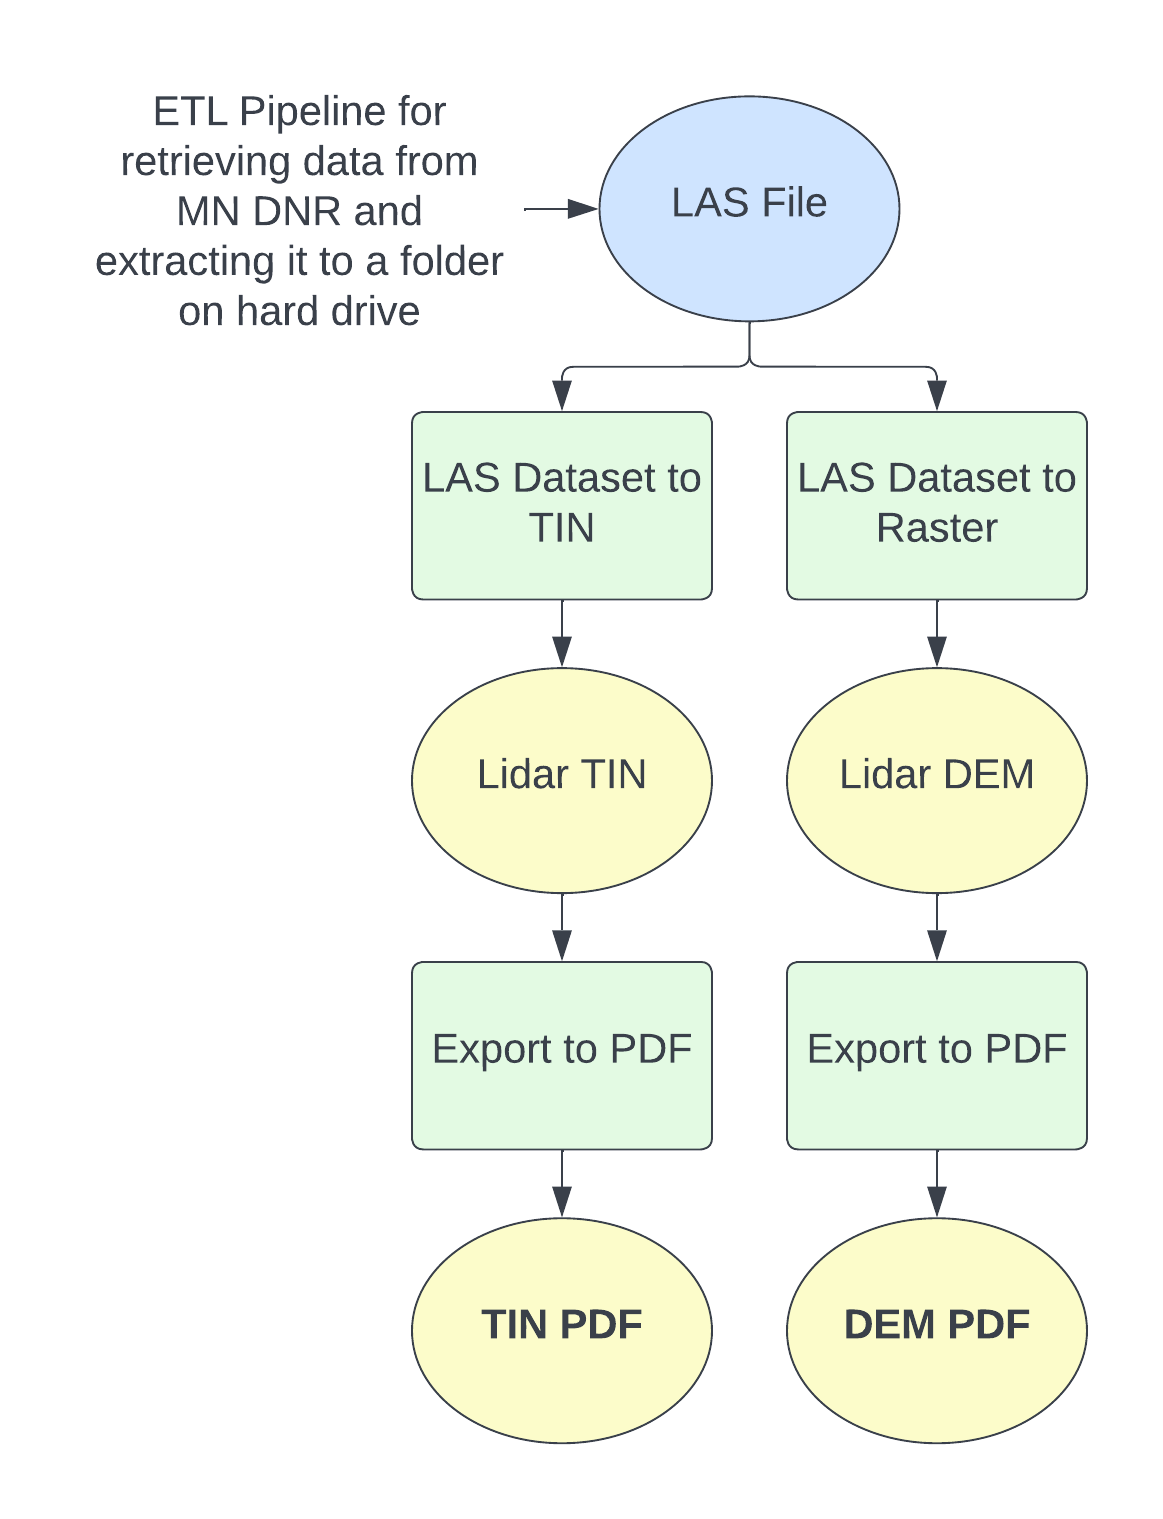 ETL Pipeline for
retrieving data from
MN DNR and
extracting it to a folder
on hard drive
LAS File
LAS Dataset to
TIN
LAS Dataset to
Raster
Lidar TIN
Lidar DEM
Export to PDF
Export to PDF
TIN PDF
DEM PDF